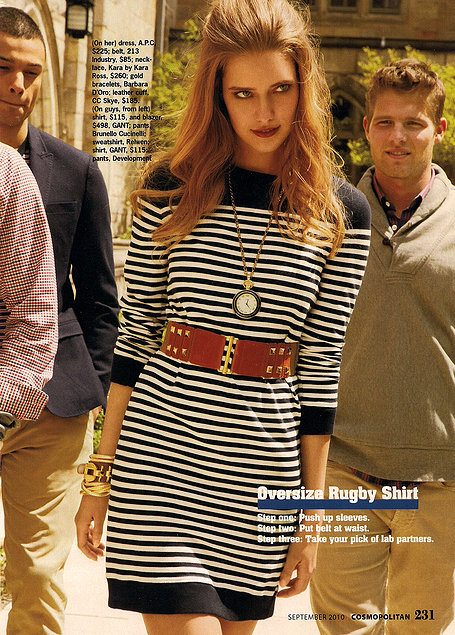 (On her) dress, A.P.C.
$225; belt, 213
Industry, $85; neck-
lace, Kara by Kara
Ross, $260; gold
bracelets, Barbara
D'Oro; leather cuff,
CC Skye, $185.
(On guys, from left)
shirt, $115, and blazer,
$498, GANT; pants,
Brunello Cucinelli;
sweatshirt, Relwen;
shirt, GANT, $115;
pants, Development
Oversize Rugby Shirt
Step one: Push up sleeves.
Step two: Put belt at waist.
Step three: Take your pick of lab partners.
SEPTEMBER 2010 COSMOPOLITAN 231